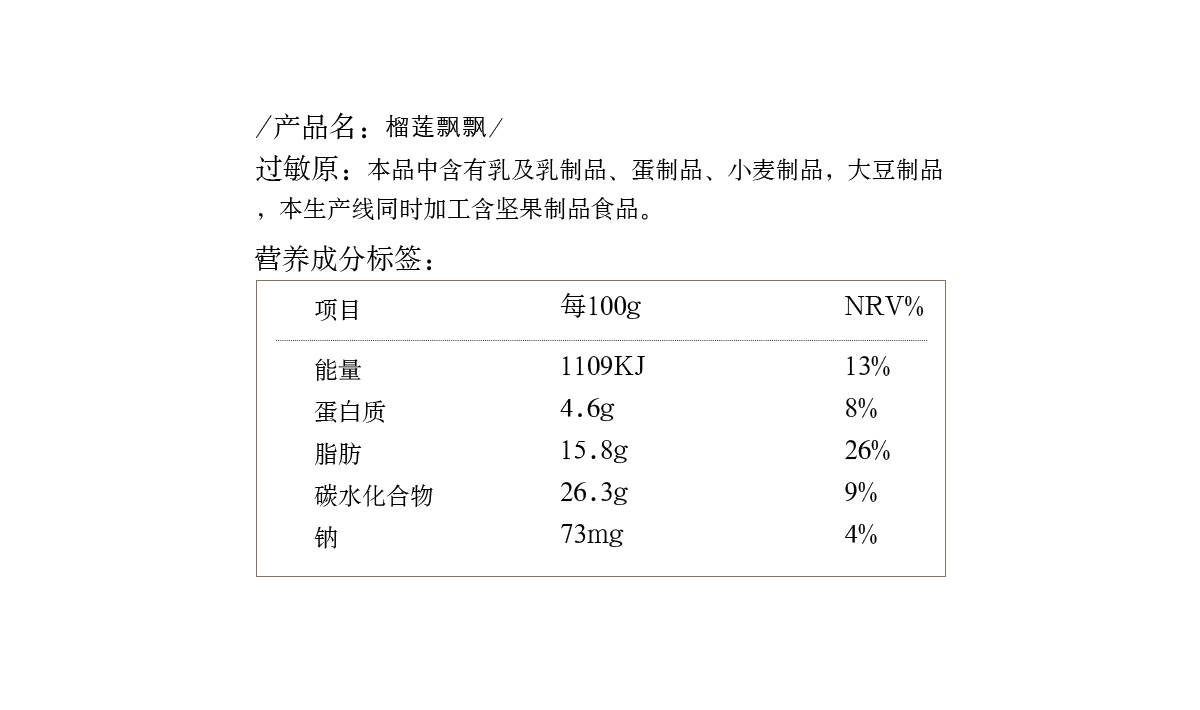 /产品名：榴莲飘飘/
过敏原：本品中含有乳及乳制品、蛋制品、小麦制品，大豆制品
，本生产线同时加工含坚果制品食品。
营养成分标签：
项目 每100g NRV%
能量 1109KJ 13%
蛋白质 4.6g 8%
脂肪 15.8g 26%
碳水化合物 26.3g 9%
钠 73mg 4%